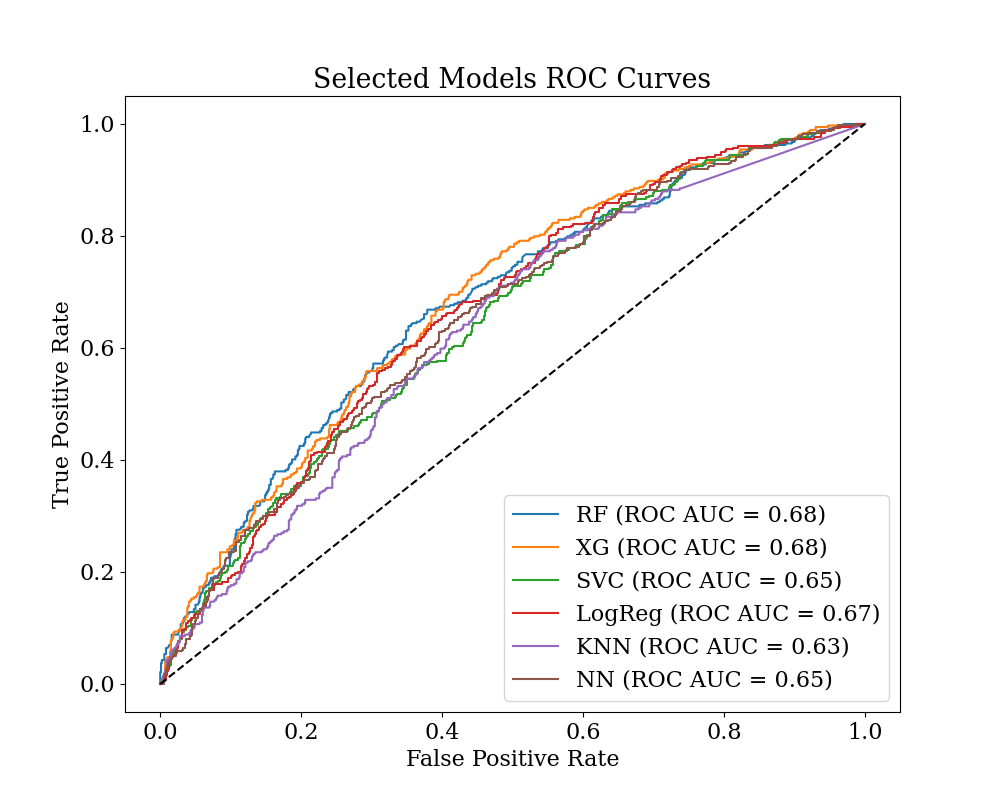 Selected Models ROC Curves
True Positive Rate
1.0
0.8
0.6
0.4
0.2
0.0
RF (ROC AUC = 0.68)
XG (ROC AUC = 0.68)
SVC (ROC AUC = 0.65)
LogReg (ROC AUC = 0.67)
KNN (ROC AUC = 0.63)
NN (ROC AUC = 0.65)
0.0 0.2 0.4 0.6 0.8 1.0
False Positive Rate